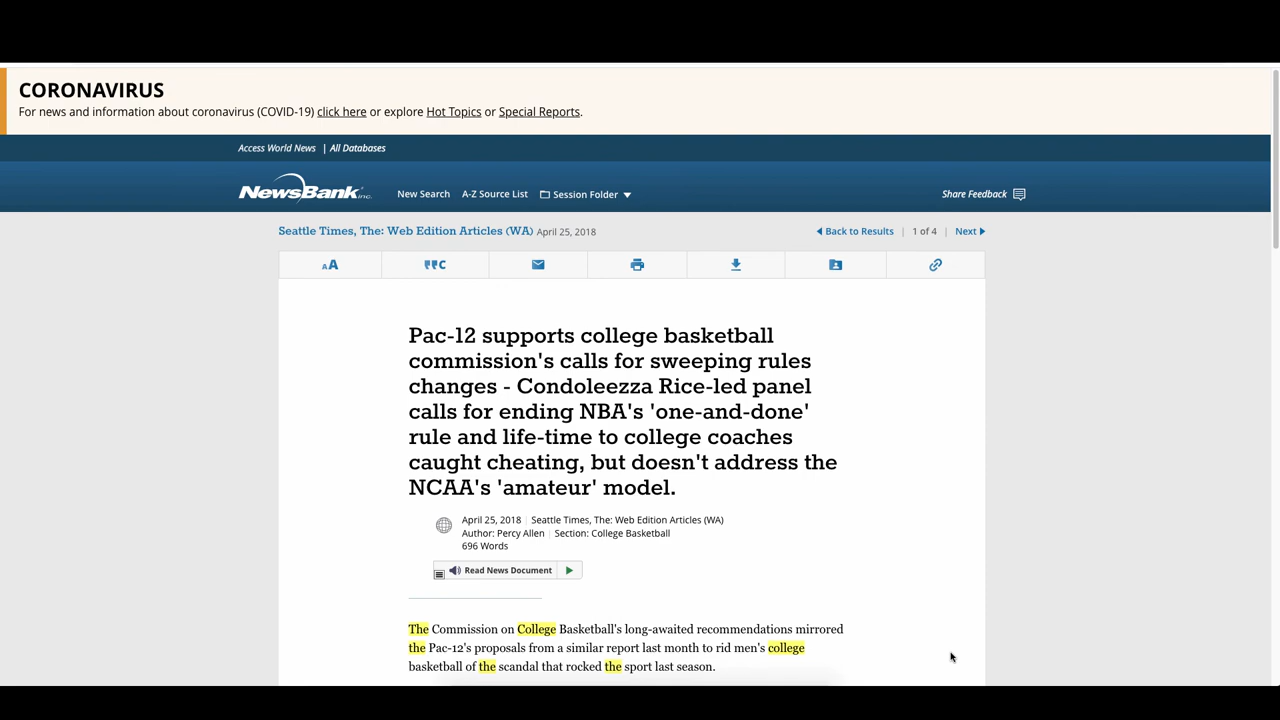 CORONAVIRUS
For news and information about coronavirus (COVID-19) click here or explore Hot Topics or Special Reports.
Access World News | All Databases
NewsBank inc. New Search A-Z Source List Session Folder Share Feedback
Seattle Times, The: Web Edition Articles (WA) April 25, 2018 Back to Results | 1 of 4 | Next
AA C
Pac-12 supports college basketball
commission's calls for sweeping rules
changes - Condoleezza Rice-led panel
calls for ending NBA's 'one-and-done'
rule and life-time to college coaches
caught cheating, but doesn't address the
NCAA's 'amateur' model.
April 25, 2018 | Seattle Times, The: Web Edition Articles (WA)
Author: Percy Allen | Section: College Basketball
696 Words
Read News Document
The Commission on College Basketball's long-awaited recommendations mirrored
the Pac-12's proposals from a similar report last month to rid men's college
basketball of the scandal that rocked the sport last season.